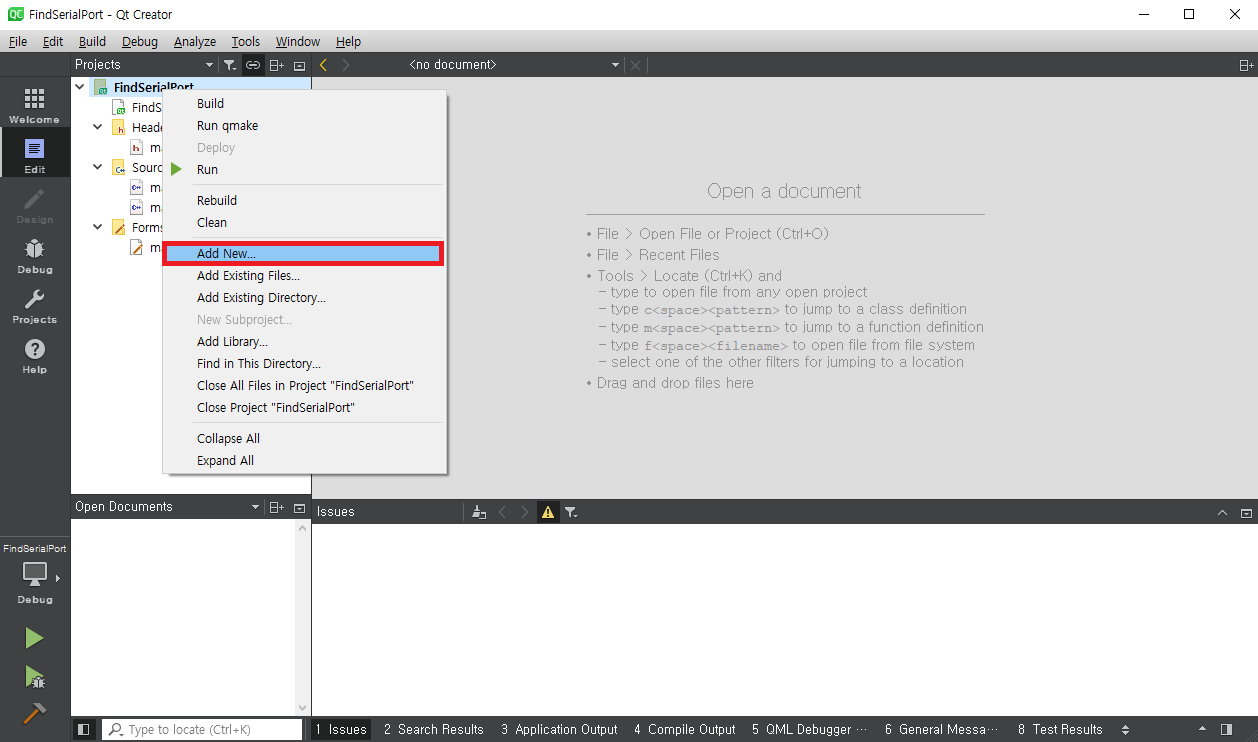 FindSerialPort - Qt Creator
File Edit Build Debug Analyze Tools Window Help
Projects
<no document>
Welcome
Edit
Design
Debug
Projects
Help
FindSerialPort
Build
Run qmake
Deploy
Run
Rebuild
Clean
Add New...
Add Existing Files...
Add Existing Directory...
New Subproject...
Add Library...
Find in This Directory...
Close All Files in Project "FindSerialPort"
Close Project "FindSerialPort"
Collapse All
Expand All
Open a document
• File > Open File or Project (Ctrl+O)
• File > Recent Files
• Tools > Locate (Ctrl+K) and
- type to open file from any open project
- type c<space><pattern> to jump to a class definition
- type m<space><pattern> to jump to a function definition
- type f<space><filename> to open file from file system
- select one of the other filters for jumping to a location
• Drag and drop files here
Open Documents
Issues
FindSerialPort
Debug
Type to locate (Ctrl+K)
1 Issues 2 Search Results 3 Application Output 4 Compile Output 5 QML Debugger ··· 6 General Messa··· 8 Test Results